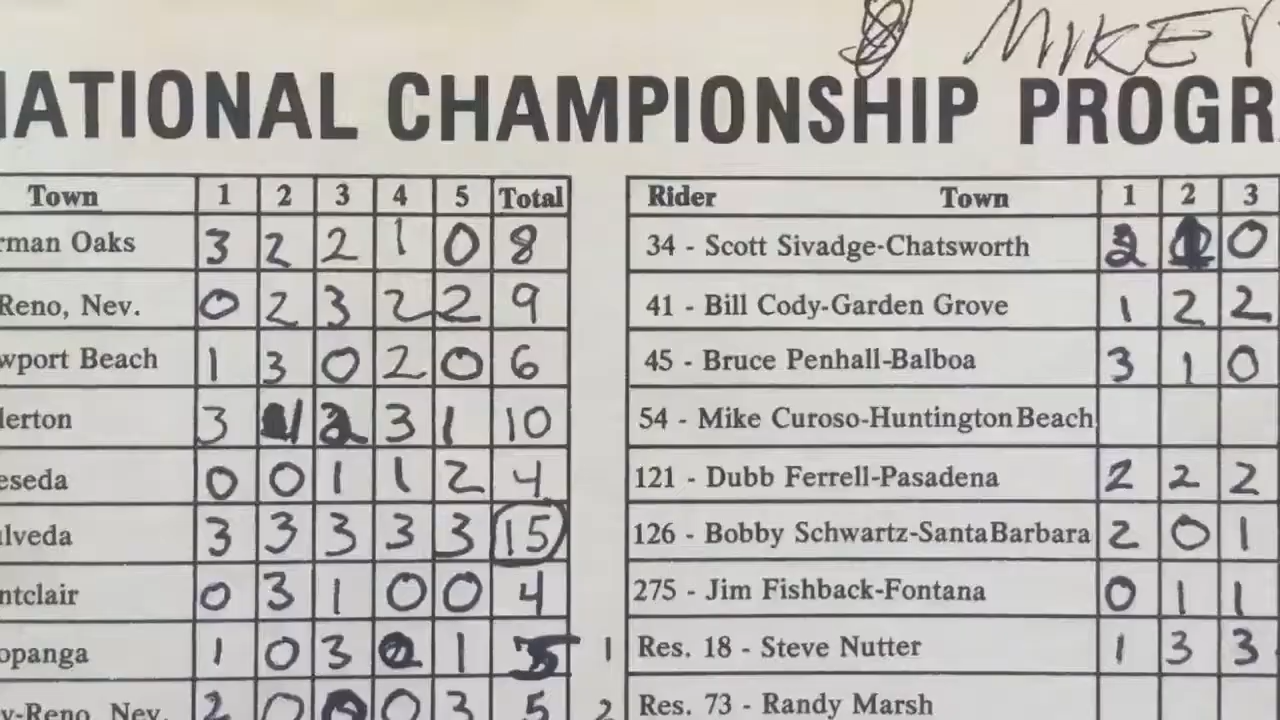 MIKEY
NATIONAL CHAMPIONSHIP PROGRA
Town 1 2 3 4 5 Total
rman Oaks 3 2 2 1 0 8
Reno, Nev. 0 2 3 2 2 9
wport Beach 1 3 0 2 0 6
lerton 3 3 1 10
eseda 0 0 1 1 2 4
ulveda 3 3 3 3 3 15
ntclair 0 3 1 0 0 4
opanga 1 0 3 1
y-Reno, Nev. 2 0 0 0 3 5
Rider Town 1 2 3
34 - Scott Sivadge-Chatsworth 0
41 - Bill Cody-Garden Grove 1 2 2
45 - Bruce Penhall-Balboa 3 1 0
54 - Mike Curoso-Huntington Beach
121 - Dubb Ferrell-Pasadena 2 2 2
126 - Bobby Schwartz-Santa Barbara 2 0 1
275 - Jim Fishback-Fontana 0 1 1
1 Res. 18 - Steve Nutter 1 3 3
2 Res. 73 - Randy Marsh